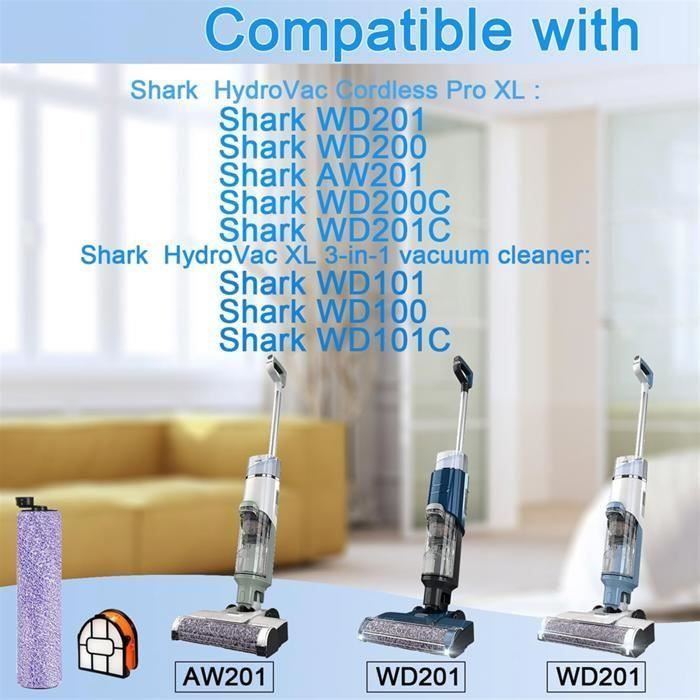 Compatible with
Shark HydroVac Cordless Pro XL :
Shark WD201
Shark WD200
Shark AW201
Shark WD200C
Shark WD201C
Shark HydroVac XL 3-in-1 vacuum cleaner:
Shark WD101
Shark WD100
Shark WD101C
AW201
WD201
WD201